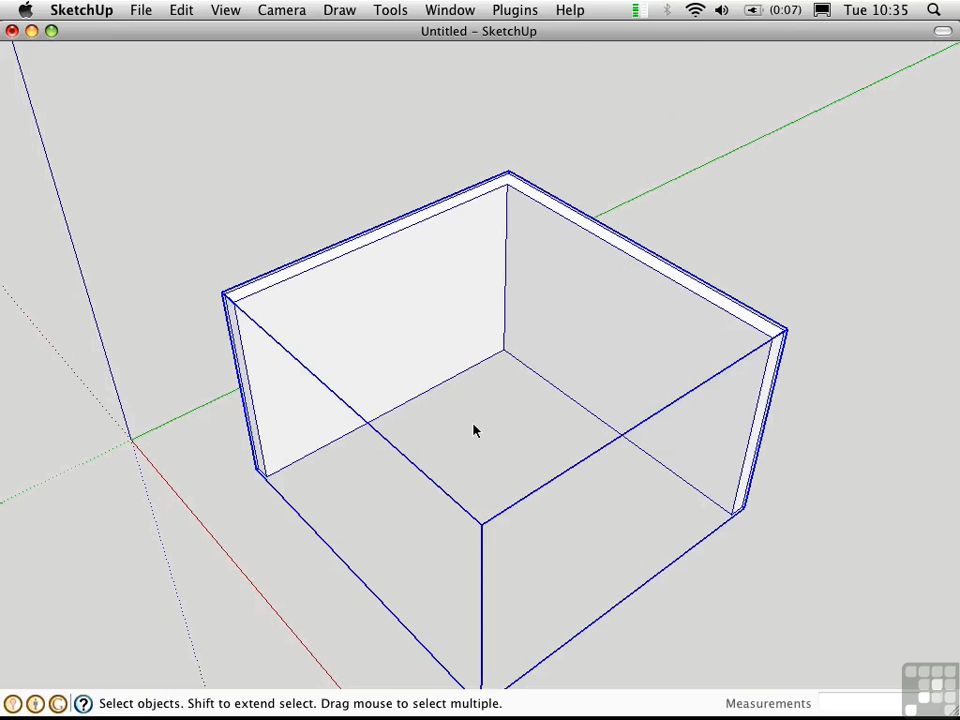 SketchUp File Edit View Camera Draw Tools Window Plugins Help (0:07) Tue 10:35
Untitled – SketchUp
? Select objects. Shift to extend select. Drag mouse to select multiple. Measurements